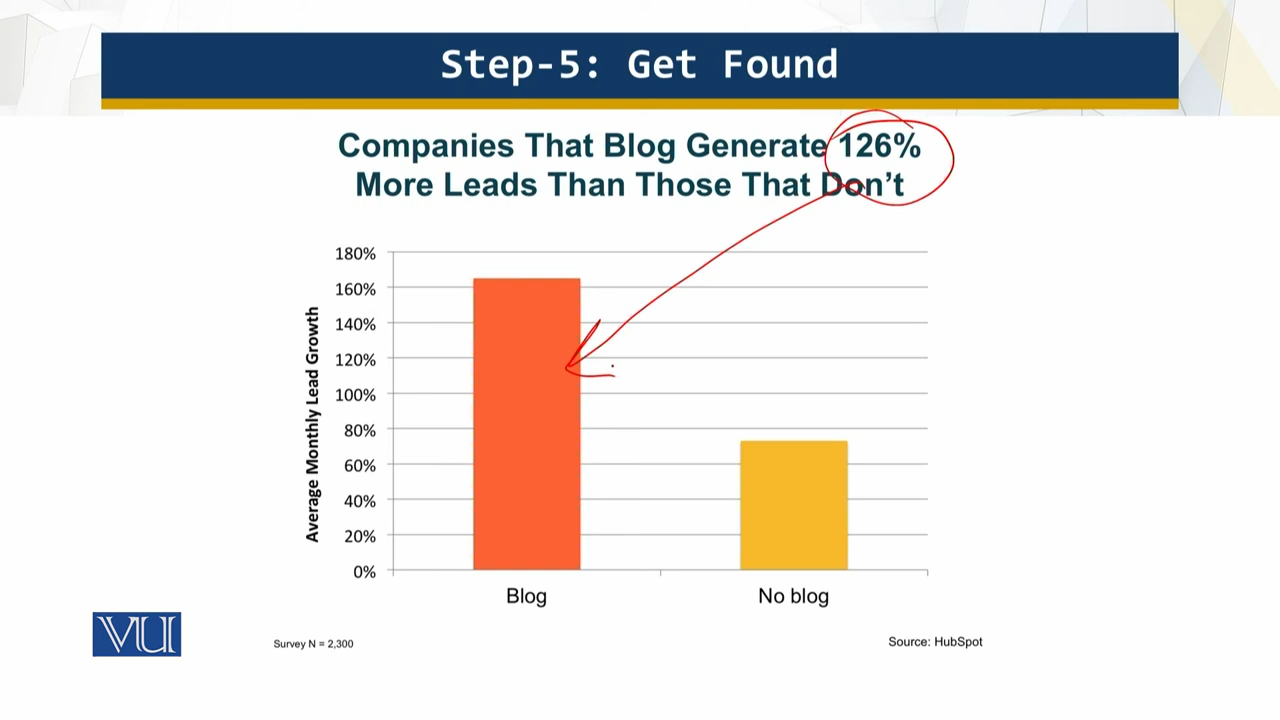 Step-5: Get Found
Companies That Blog Generate 126%
More Leads Than Those That Don't
Average Monthly Lead Growth
180%
160%
140%
120%
100%
80%
60%
40%
20%
0%
Blog
No blog
VU
Survey N = 2,300
Source: HubSpot